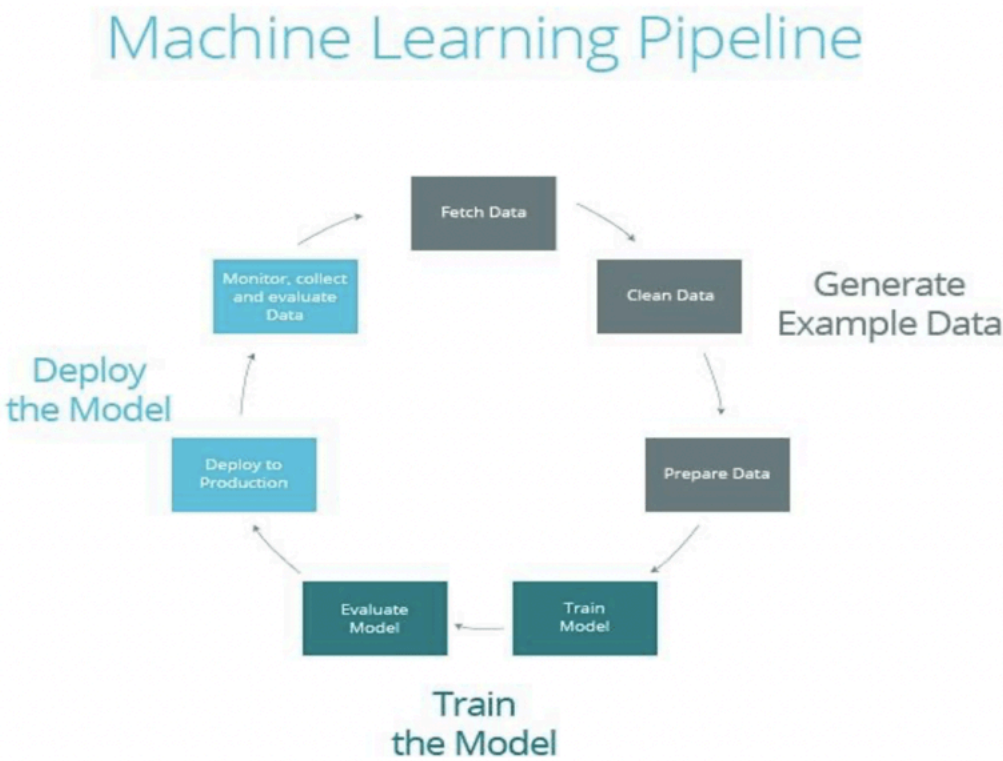 Machine Learning Pipeline
Fetch Data
Clean Data
Generate
Example Data
Prepare Data
Train
Model
Evaluate
Model
Train
the Model
Deploy to
Production
Deploy
the Model
Monitor, collect
and evaluate
Data